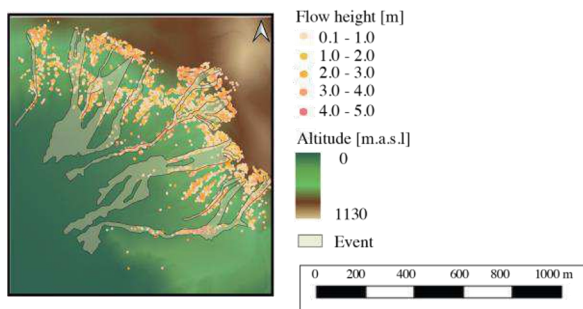 Flow height [m]
0.1 - 1.0
1.0 - 2.0
2.0 - 3.0
3.0 - 4.0
4.0 - 5.0
Altitude [m.a.s.l]
0
1130
Event
0 200 400 600 800 1000 m